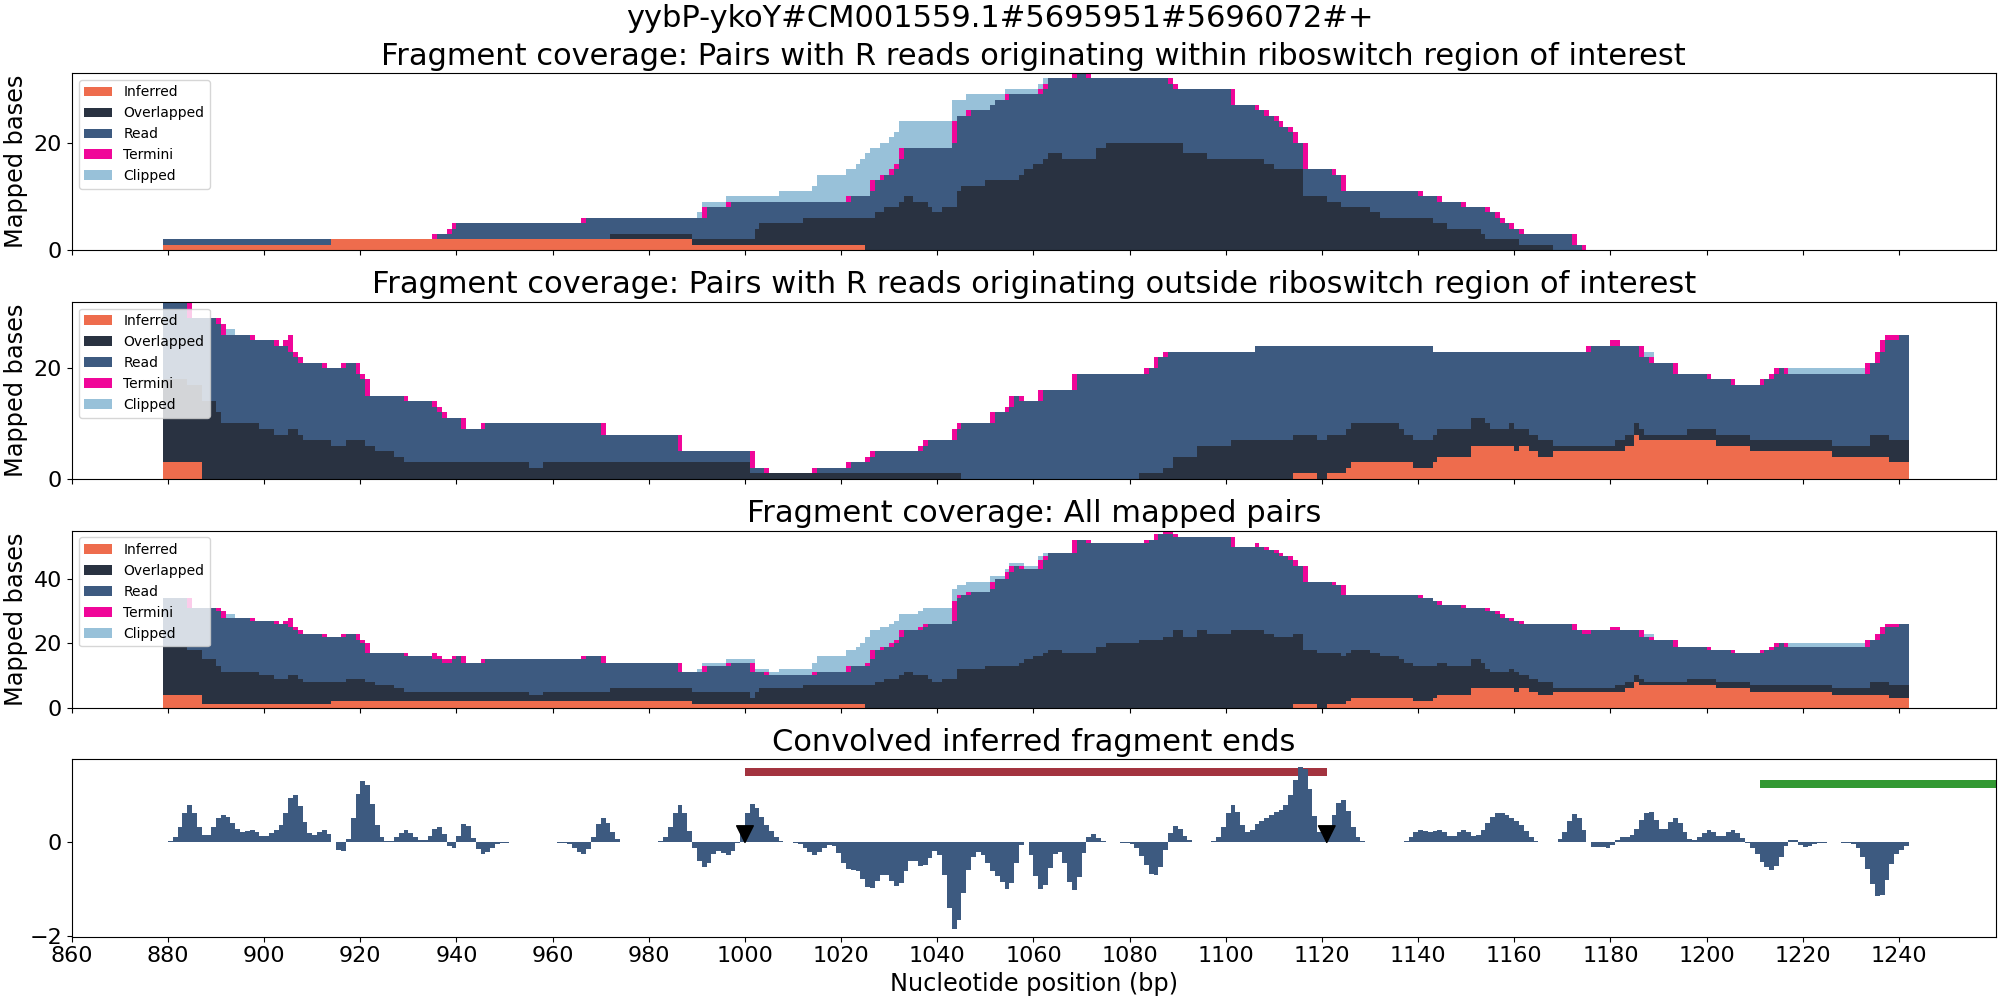 yybP-ykoY#CM001559.1#5695951#5696072#+
Fragment coverage: Pairs with R reads originating within riboswitch region of interest
Mapped bases
20
0
Inferred
Overlapped
Read
Termini
Clipped
Fragment coverage: Pairs with R reads originating outside riboswitch region of interest
Mapped bases
20
0
Inferred
Overlapped
Read
Termini
Clipped
Fragment coverage: All mapped pairs
Mapped bases
40
20
0
Inferred
Overlapped
Read
Termini
Clipped
Convolved inferred fragment ends
0
−2
860 880 900 920 940 960 980 1000 1020 1040 1060 1080 1100 1120 1140 1160 1180 1200 1220 1240
Nucleotide position (bp)